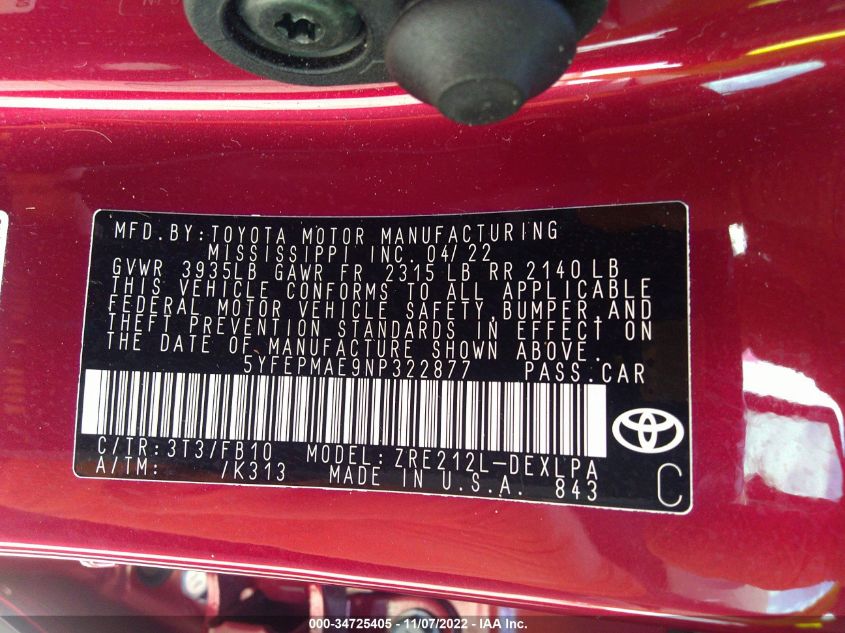 MFD.BY:TOYOTA MOTOR MANUFACTURING
MISSISSIPPI INC. 04/22
GVWR 3935LB GAWR FR 2315 LB RR 2140 LB
THIS VEHICLE CONFORMS TO ALL APPLICABLE
FEDERAL MOTOR VEHICLE SAFETY,BUMPER,AND
THEFT PREVENTION STANDARDS IN EFFECT ON
THE DATE OF MANUFACTURE SHOWN ABOVE.
5YFEPMAE9NP322877 PASS.CAR
C/TR:3T37/FB10 MODEL:ZRE212L-DEXLPA
A/TM: /K313 MADE IN U.S.A. 843
C
000-34725405 - 11/07/2022 - IAA Inc.